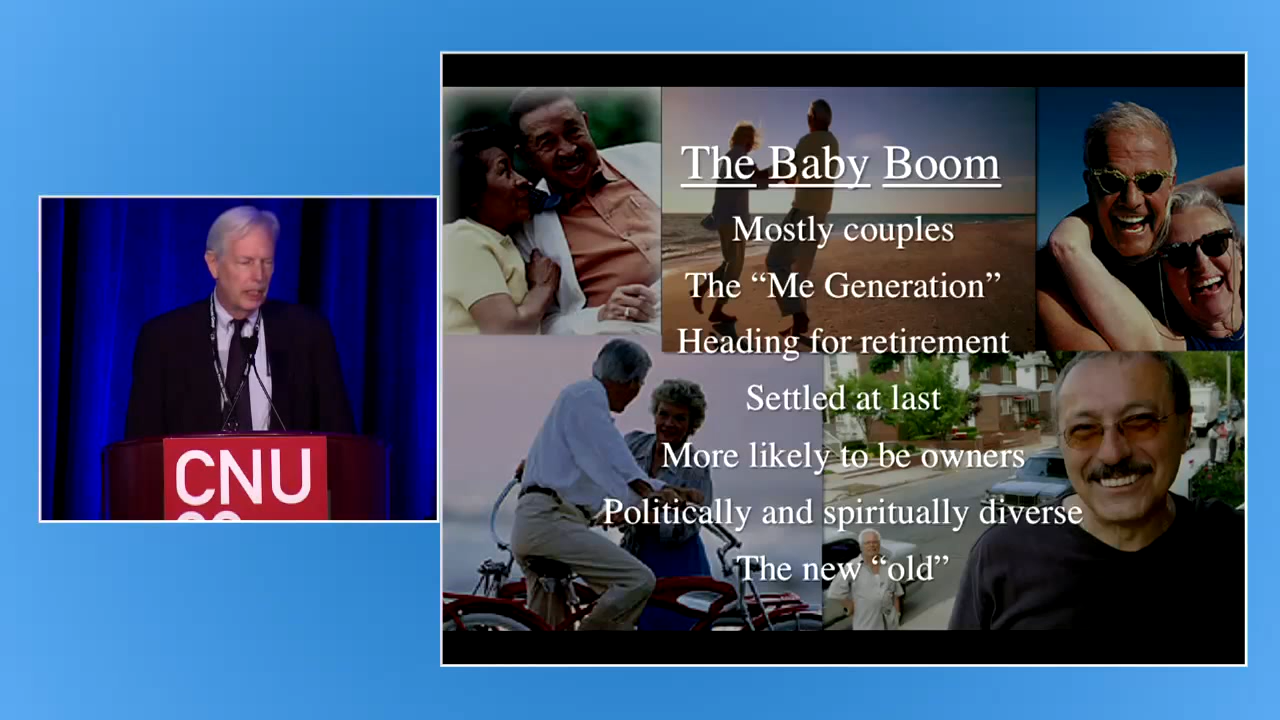 The Baby Boom
Mostly couples
The “Me Generation”
Heading for retirement
Settled at last
More likely to be owners
Politically and spiritually diverse
The new “old”
CNU